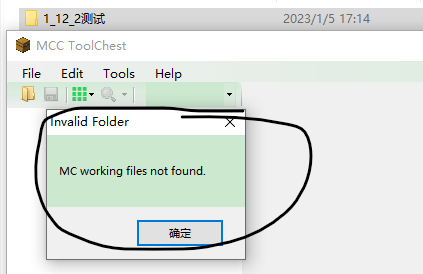 1_12_2测试 2023/1/5 17:14
MCC ToolChest
File Edit Tools Help
Invalid Folder
MC working files not found.
确定